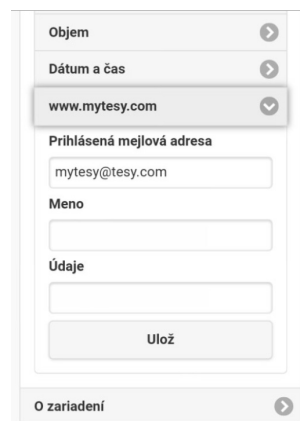 Objem
Dátum a čas
www.mytesy.com
Prihlásená mejlová adresa
mytesy@tesy.com
Meno
Údaje
Ulož
O zariadení